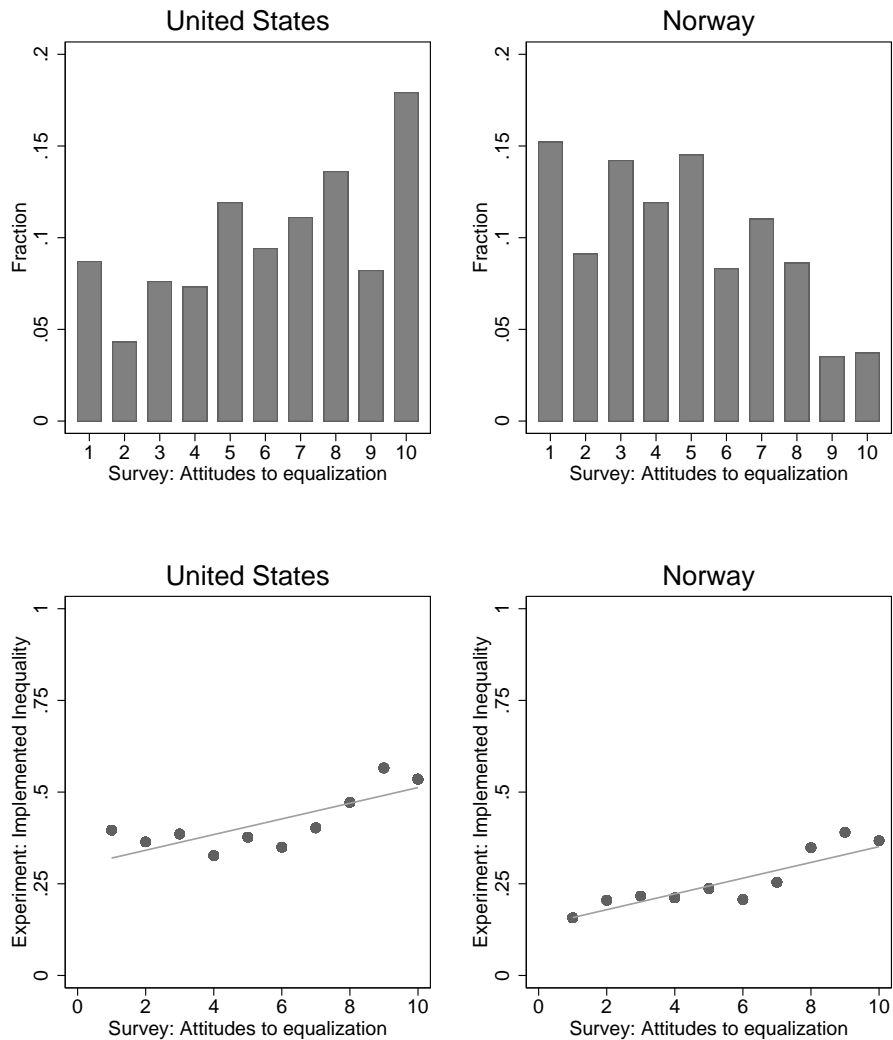 United States
Fraction
.2
.15
.1
.05
0
1 2 3 4 5 6 7 8 9 10
Survey: Attitudes to equalization
Norway
Fraction
.2
.15
.1
.05
0
1 2 3 4 5 6 7 8 9 10
Survey: Attitudes to equalization
United States
Experiment: Implemented Inequality
1
.75
.5
.25
0
0 2 4 6 8 10
Survey: Attitudes to equalization
Norway
Experiment: Implemented Inequality
1
.75
.5
.25
0
0 2 4 6 8 10
Survey: Attitudes to equalization